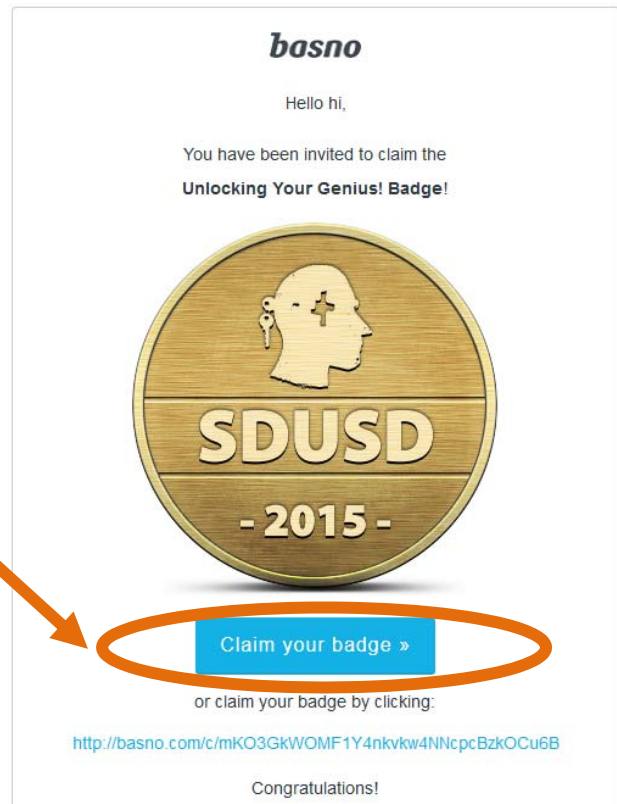 basno
Hello hi,
You have been invited to claim the
Unlocking Your Genius! Badge!
SDUSD
- 2015 -
Claim your badge »
or claim your badge by clicking:
http://basno.com/c/mKO3GkWOMF1Y4nkvkw4NNcpcBzkOCu6B
Congratulations!